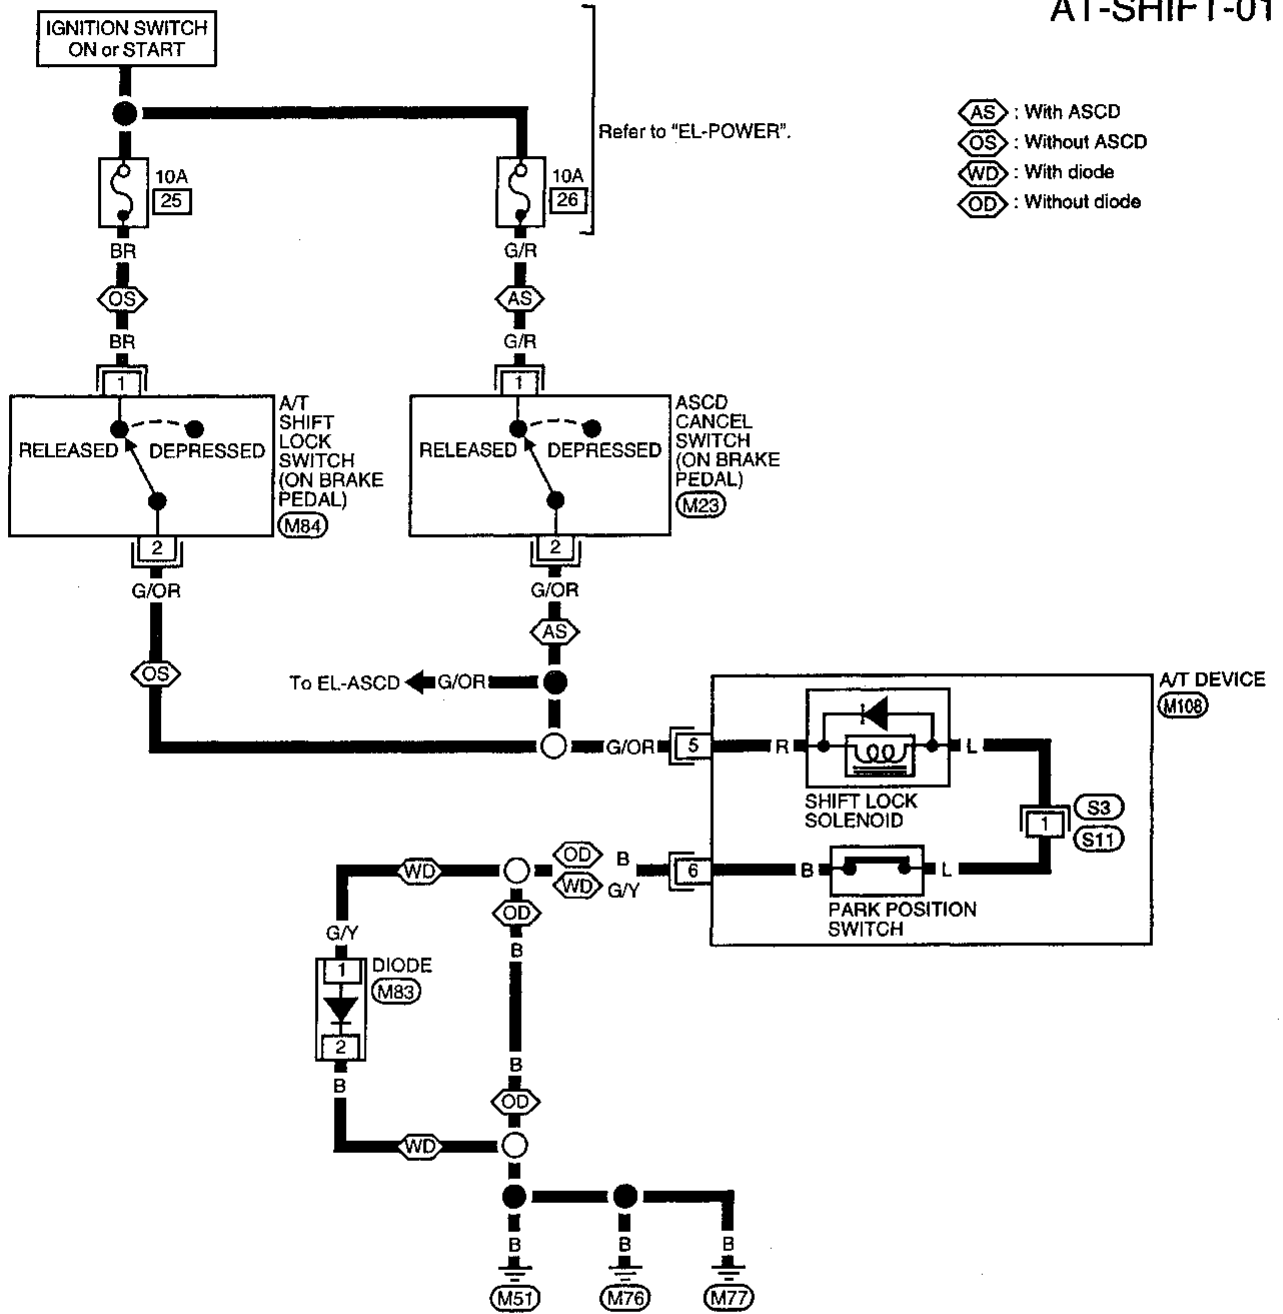 AT-SHIFT-01
IGNITION SWITCH
ON or START
Refer to "EL-POWER".
AS : With ASCD
OS : Without ASCD
WD : With diode
OD : Without diode
10A
25
10A
26
BR
G/R
OS
AS
BR
G/R
1
1
RELEASED
DEPRESSED
A/T
SHIFT
LOCK
SWITCH
(ON BRAKE
PEDAL)
M84
RELEASED
DEPRESSED
ASCD
CANCEL
SWITCH
(ON BRAKE
PEDAL)
M23
2
2
G/OR
G/OR
AS
OS
To EL-ASCD
G/OR
G/OR
5
R
L
A/T DEVICE
M108
SHIFT LOCK
SOLENOID
1
S3
S11
WD
OD
B
WD
G/Y
6
B
L
PARK POSITION
SWITCH
OD
G/Y
B
1
DIODE
M83
2
B
B
OD
WD
B
B
B
M51
M76
M77